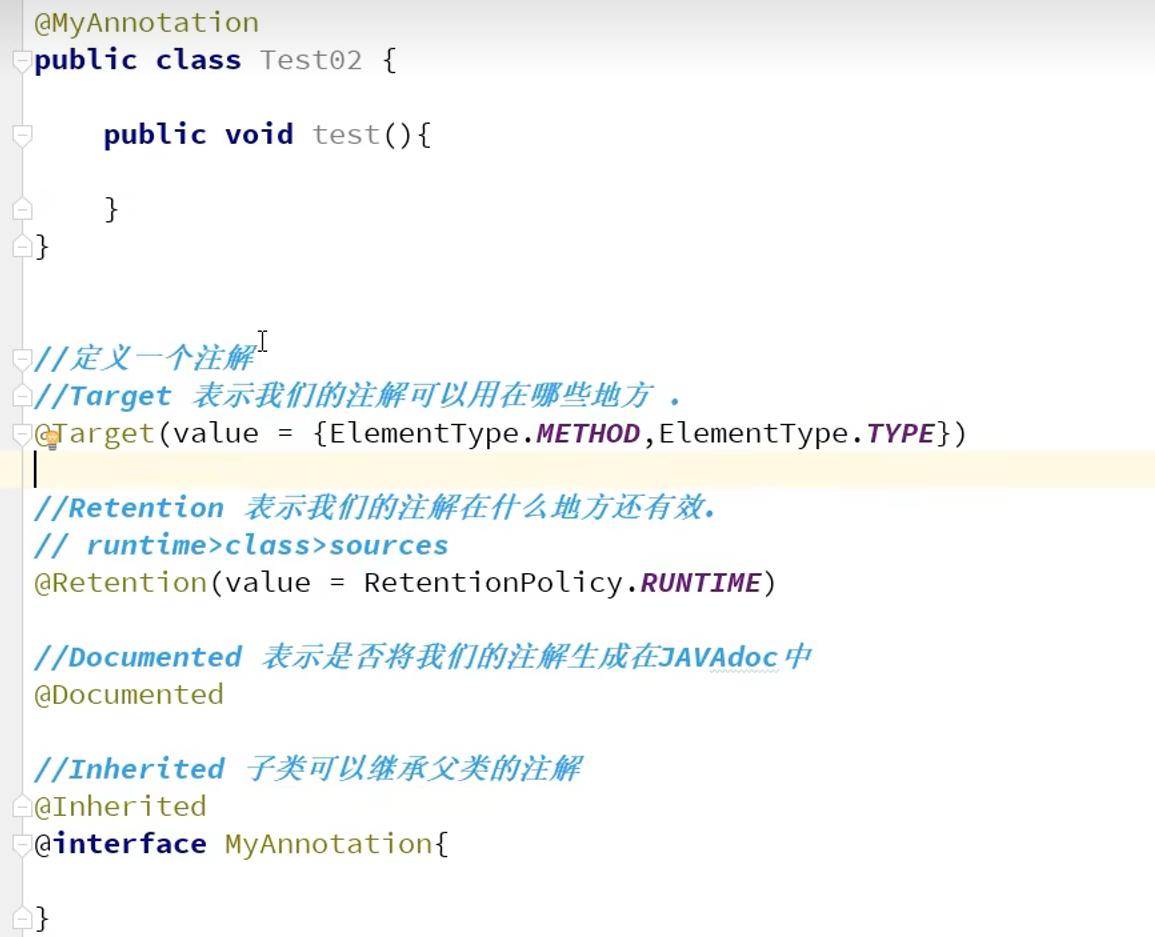 @MyAnnotation
public class Test02 {
public void test(){
}
}
//定义一个注解
//Target 表示我们的注解可以用在哪些地方 .
@Target(value = {ElementType.METHOD,ElementType.TYPE})
//Retention 表示我们的注解在什么地方还有效.
// runtime>class>sources
@Retention(value = RetentionPolicy.RUNTIME)
//Documented 表示是否将我们的注解生成在JAVAdoc中
@Documented
//Inherited 子类可以继承父类的注解
@Inherited
@interface MyAnnotation{
}